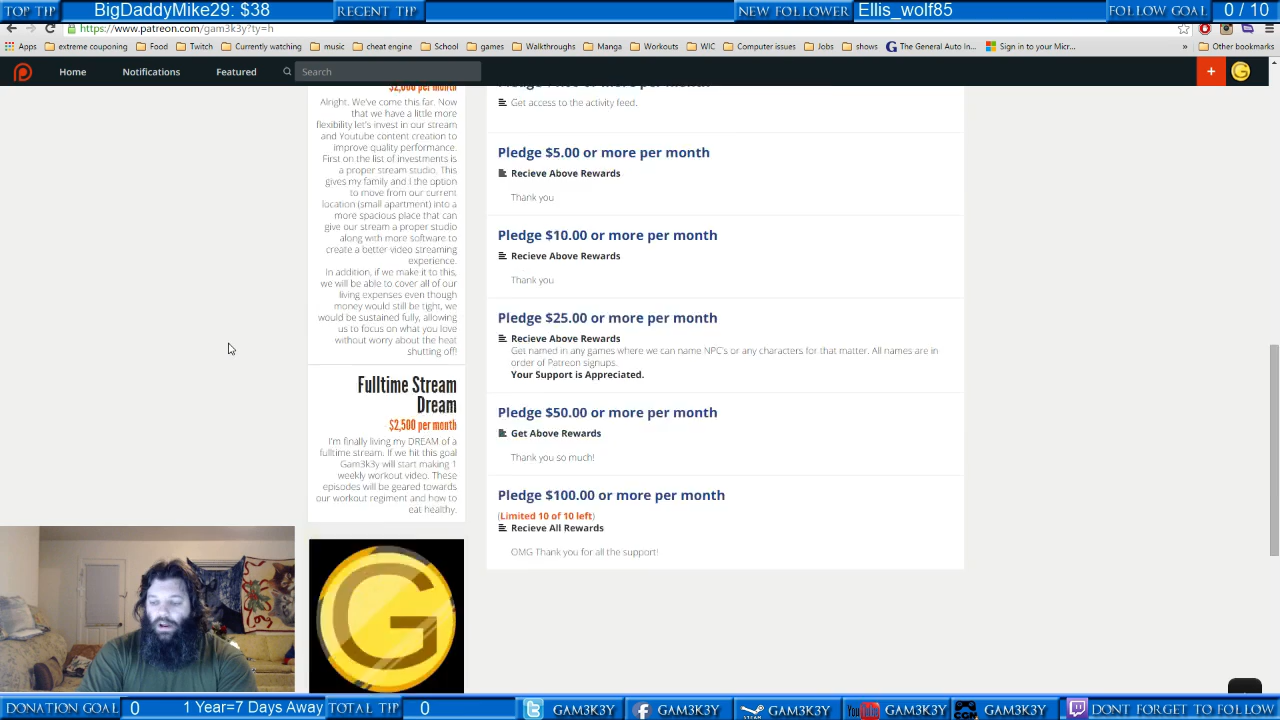 TOP TIP
BigDaddyMike29: $38
RECENT TIP
NEW FOLLOWER
Ellis_wolf85
FOLLOW GOAL
0 / 10
https://www.patreon.com/gam3k3y?ty=h
Apps
extreme couponing
Food
Twitch
Currently watching
music
cheat engine
School
games
Walkthroughs
Manga
Workouts
WIC
Computer issues
Jobs
shows
The General Auto In...
Sign in to your Micr...
»
Other bookmarks
Home
Notifications
Featured
Search
+
per month
Alright. We've come this far. Now
that we have a little more
flexibility let's invest in our stream
and Youtube content creation to
improve quality performance.
First on the list of investments is
a proper stream studio. This
gives my family and I the option
to move from our current
location (small apartment) into a
more spacious place that can
give our stream a proper studio
along with more software to
create a better video streaming
experience.
In addition, if we make it to this,
we will be able to cover all of our
living expenses even though
money would still be tight, we
would be sustained fully, allowing
us to focus on what you love
without worry about the heat
shutting off!
Fulltime Stream
Dream
$2,500 per month
I'm finally living my DREAM of a
fulltime stream. If we hit this goal
Gam3k3y will start making 1
weekly workout video. These
episodes will be geared towards
our workout regiment and how to
eat healthy.
G
Get access to the activity feed.
Pledge $5.00 or more per month
Recieve Above Rewards
Thank you
Pledge $10.00 or more per month
Recieve Above Rewards
Thank you
Pledge $25.00 or more per month
Recieve Above Rewards
Get named in any games where we can name NPC's or any characters for that matter. All names are in
order of Patreon signups.
Your Support is Appreciated.
Pledge $50.00 or more per month
Get Above Rewards
Thank you so much!
Pledge $100.00 or more per month
(Limited 10 of 10 left)
Recieve All Rewards
OMG Thank you for all the support!
DONATION GOAL
0
1 Year=7 Days Away
TOTAL TIP
0
GAM3K3Y
GAM3K3Y
STEAM
GAM3K3Y
YouTube
GAM3K3Y
GAM3K3Y
DONT FORGET TO FOLLOW